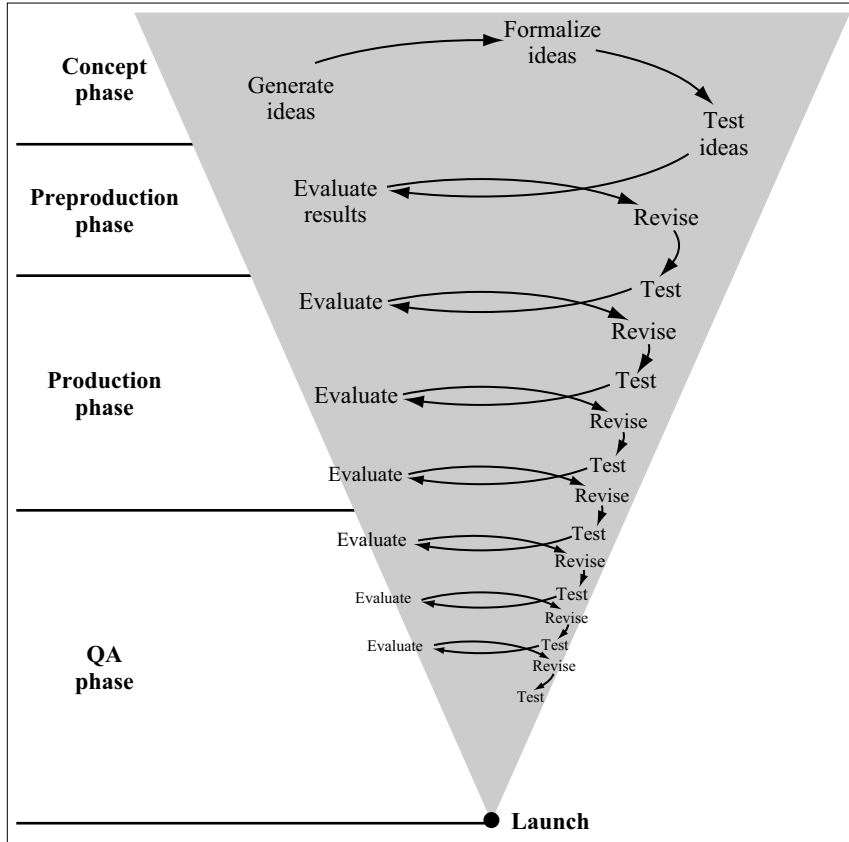 Formalize
ideas
Concept
phase
Generate
ideas
Test
ideas
Preproduction
phase
Evaluate
results
Revise
Test
Evaluate
Revise
Production
phase
Test
Evaluate
Revise
Test
Evaluate
Revise
Test
Evaluate
Revise
Test
Evaluate
Revise
QA
phase
Test
Evaluate
Revise
Test
Launch